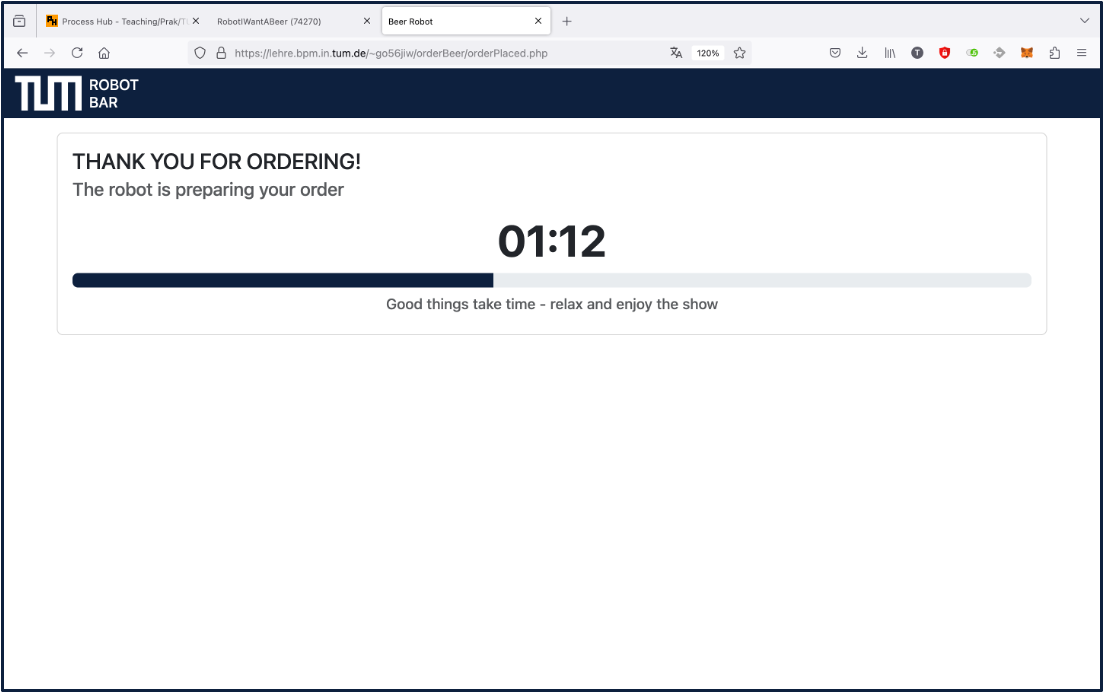 Process Hub - Teaching/Prak/T
RobotIWantABeer (74270)
Beer Robot
https://lehre.bpm.in.tum.de/~go56jiw/orderBeer/orderPlaced.php
120%
TUM ROBOT
BAR
THANK YOU FOR ORDERING!
The robot is preparing your order
01:12
Good things take time - relax and enjoy the show